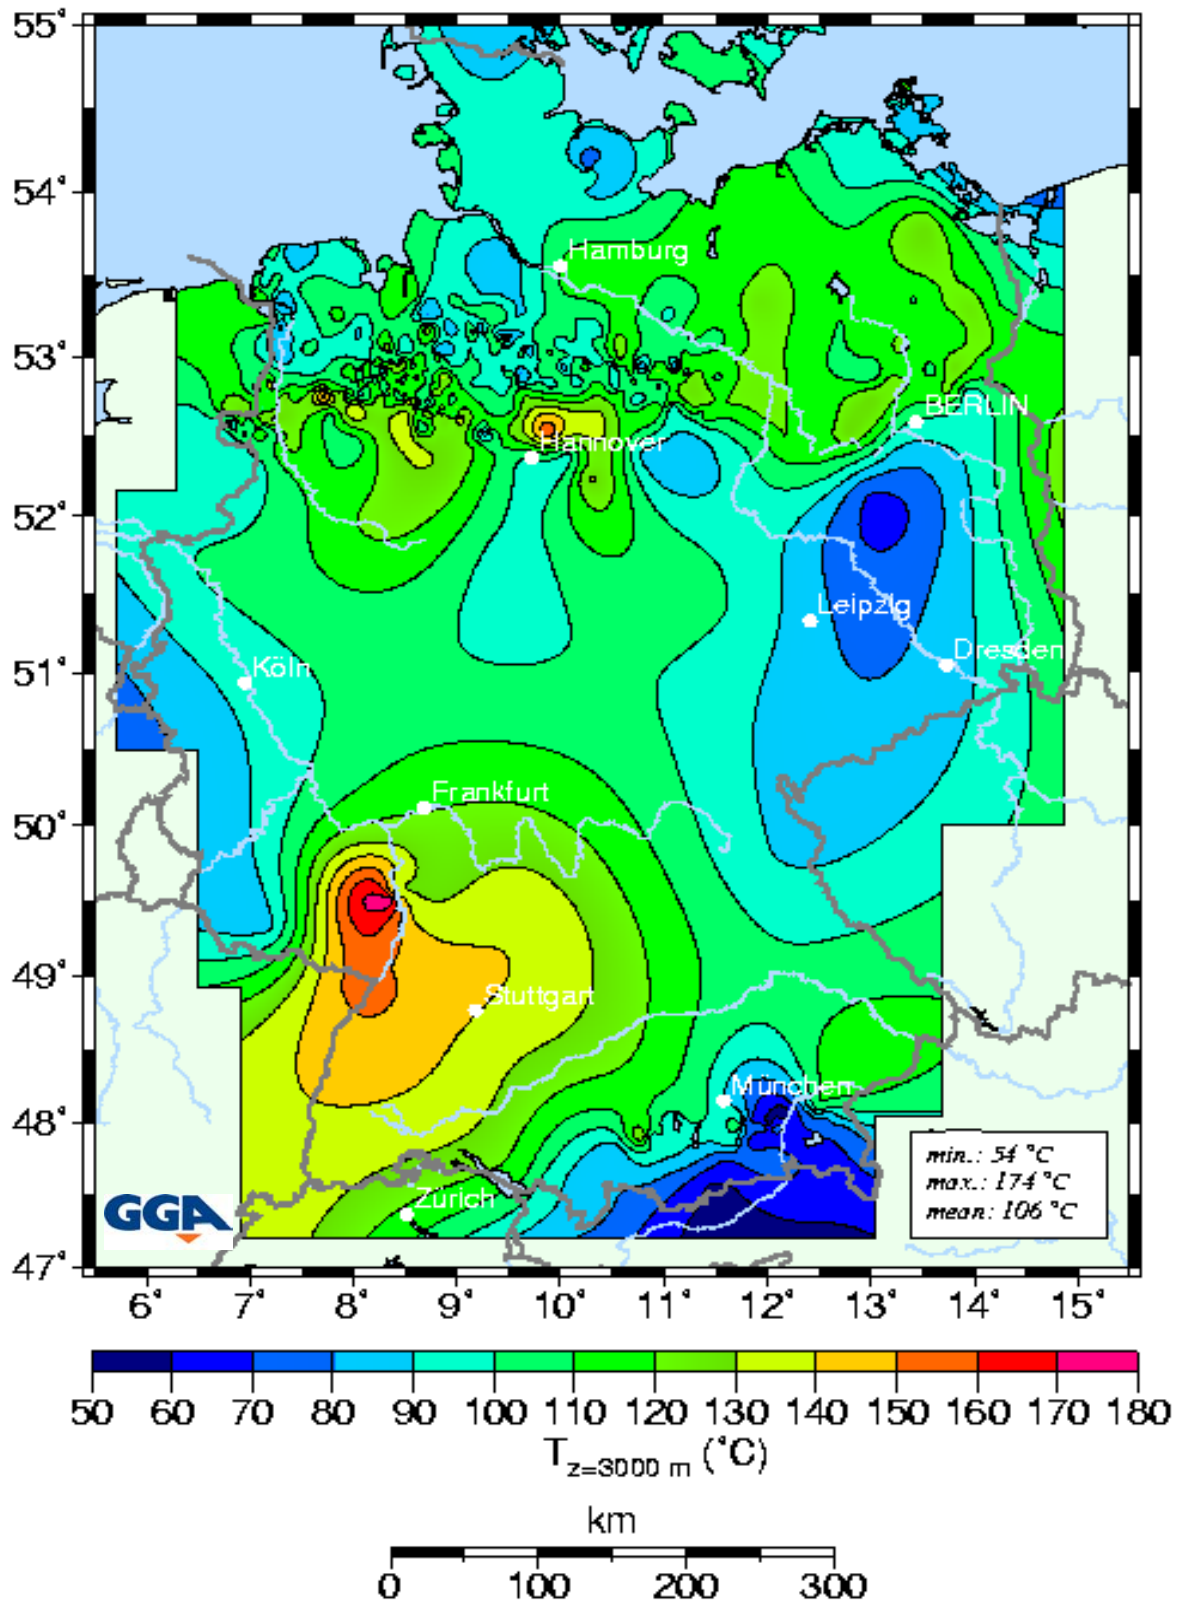 55°
54°
Hamburg
53°
BERLIN
Hannover
52°
Leipzig
Dresden
51°
Köln
Frankfurt
50°
49°
Stuttgart
München
48°
min.: 54 °C
max.: 174 °C
mean: 106 °C
GGA
Zürich
47°
6° 7° 8° 9° 10° 11° 12° 13° 14° 15°
50 60 70 80 90 100 110 120 130 140 150 160 170 180
T z=3000 m (°C)
km
0 100 200 300